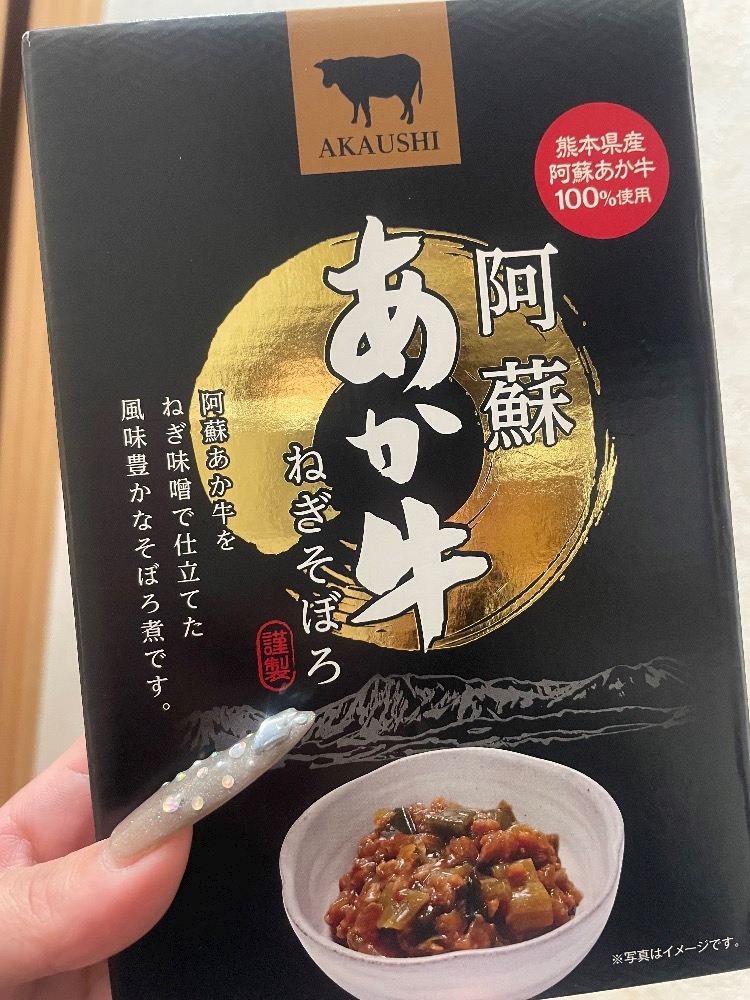 AKAUSHI
熊本県産
阿蘇あか牛
100%使用
阿蘇
あか牛
ねぎそぼろ
謹製
阿蘇あか牛を
ねぎ味噌で仕立てた
風味豊かなそぼろ煮です。
※写真はイメージです。